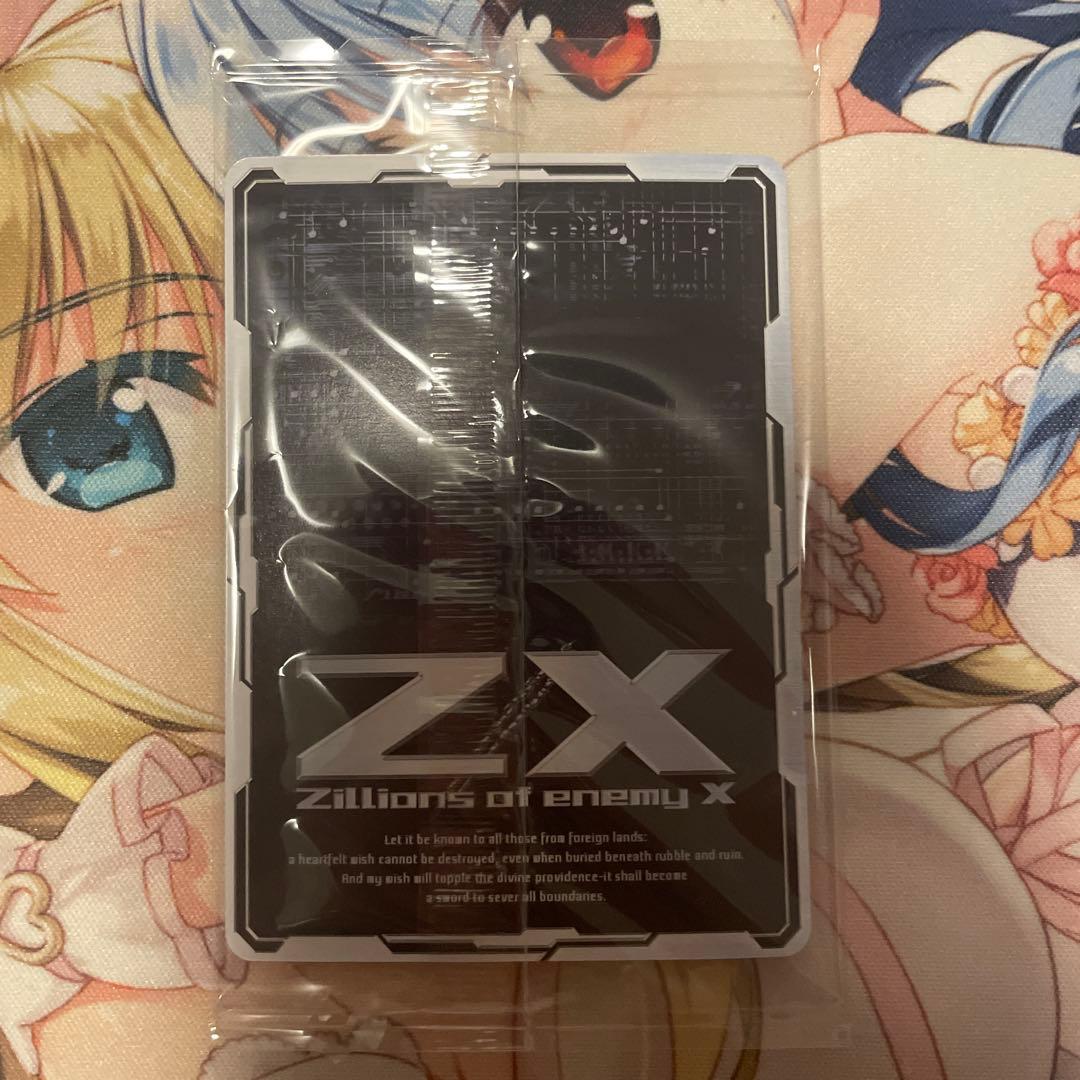 ZX
Zillions of enemy X
Let it be known to all those from foreign lands:
a heartfelt wish cannot be destroyed, even when buried beneath rubble and ruin.
And my wish will topple the divine providence-it shall become
a sword to sever all boundaries.